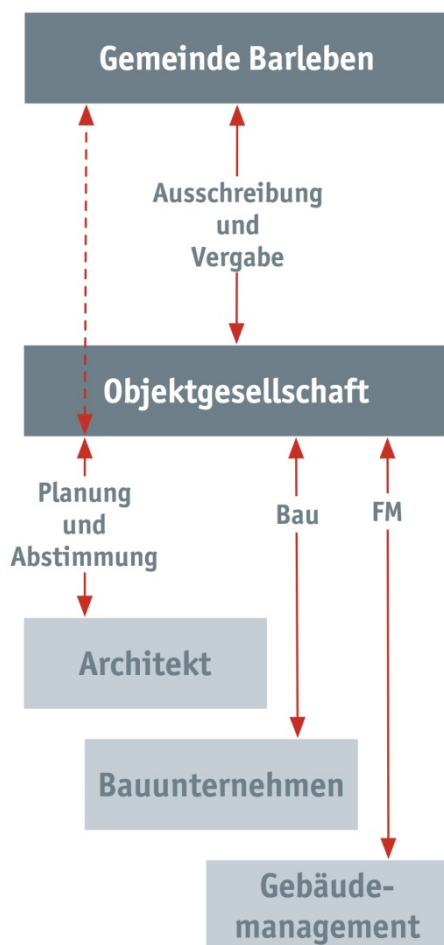 Gemeinde Barleben
Ausschreibung
und
Vergabe
Objektgesellschaft
Planung
und
Abstimmung
Bau
FM
Architekt
Bauunternehmen
Gebäude-
management